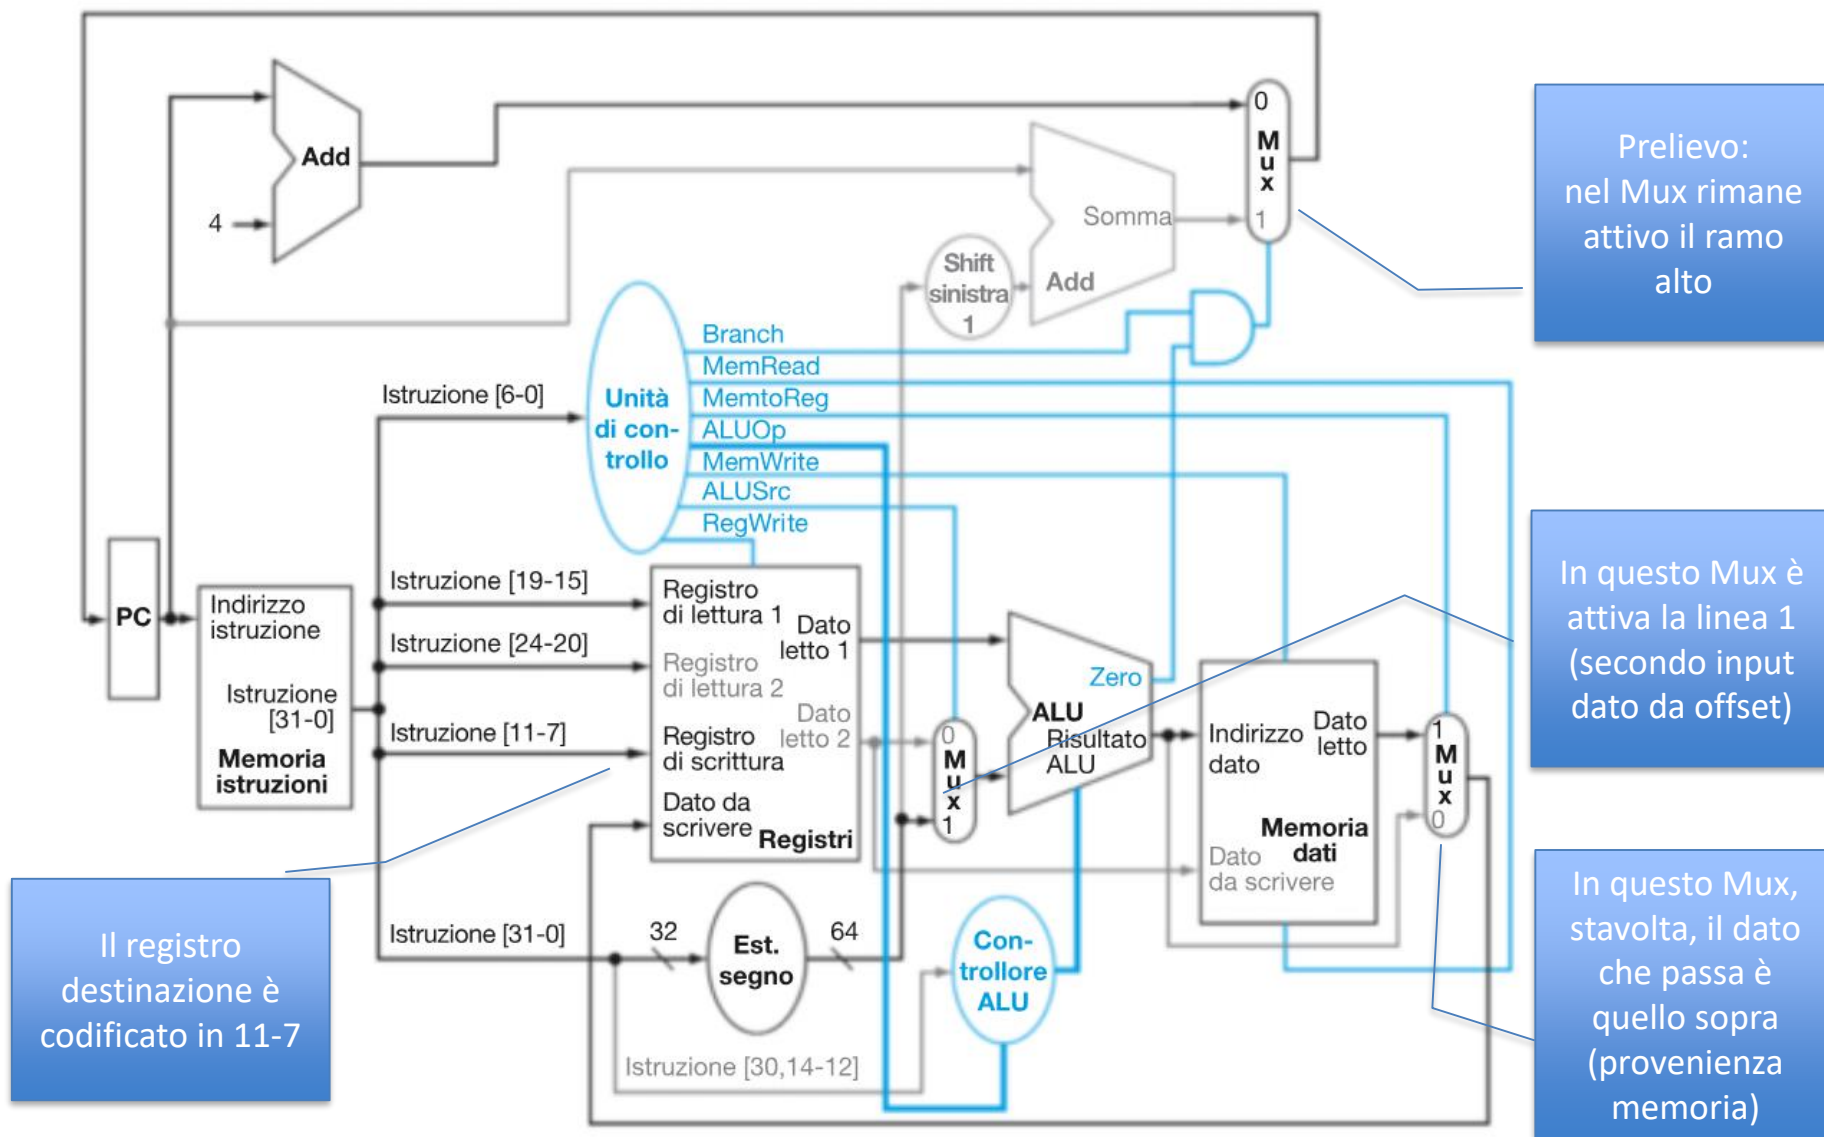 0
M
u
x
1
Add
4
Somma
Add
Shift
sinistra
1
Prelievo:
nel Mux rimane
attivo il ramo
alto
Branch
MemRead
MemtoReg
ALUOp
MemWrite
ALUSrc
RegWrite
Unità
di con-
trollo
Istruzione [6-0]
PC
Indirizzo
istruzione
Istruzione
[31-0]
Memoria
istruzioni
Istruzione [19-15]
Istruzione [24-20]
Istruzione [11-7]
Istruzione [31-0]
Registro
di lettura 1
Registro
di lettura 2
Registro
di scrittura
Dato da
scrivere
Dato
letto 1
Dato
letto 2
Registri
0
M
u
x
1
Zero
ALU
Risultato
ALU
Indirizzo
dato
Dato
letto
Memoria
dati
Dato
da scrivere
1
M
u
x
0
In questo Mux è
attiva la linea 1
(secondo input
dato da offset)
32
Est.
segno
64
Con-
trollore
ALU
Istruzione [30,14-12]
Il registro
destinazione è
codificato in 11-7
In questo Mux,
stavolta, il dato
che passa è
quello sopra
(provenienza
memoria)